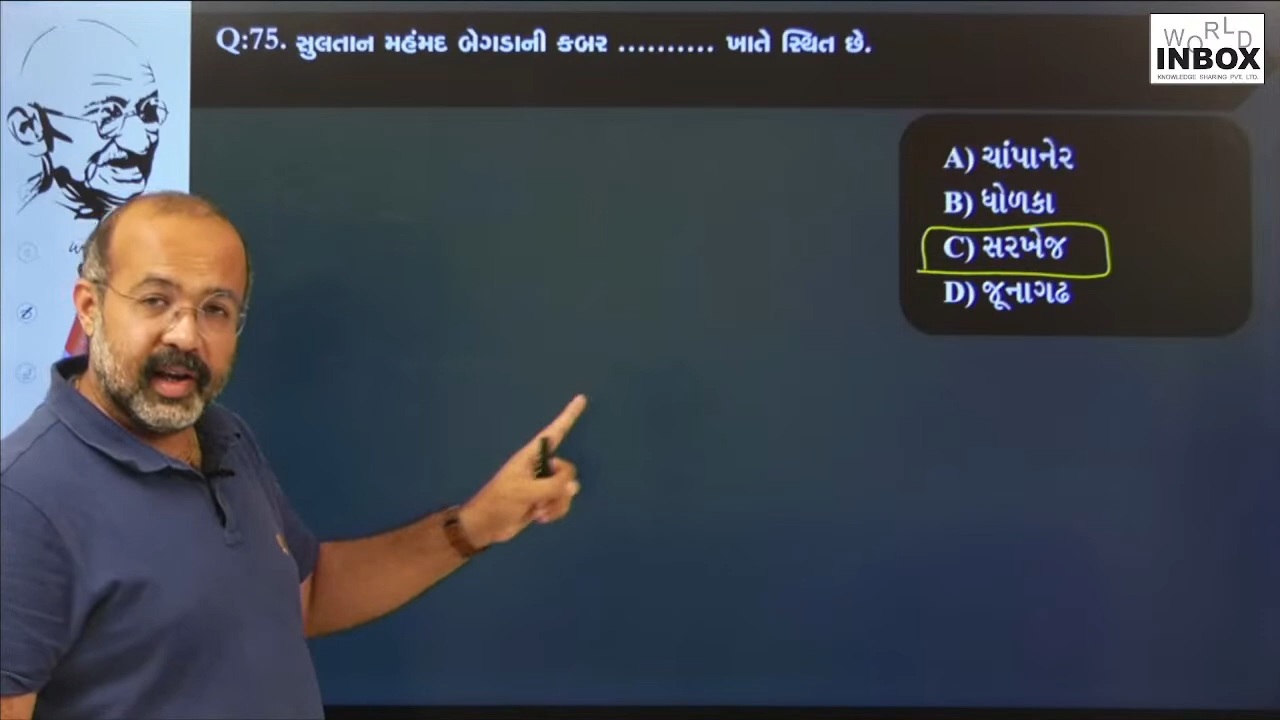 Q:75. સુલતાન મહંમદ બેગડાની કબર .......... ખાતે સ્થિત છે.
WORLD
INBOX
KNOWLEDGE SHARING PVT. LTD.
A) ચાંપાનેર
B) ધોળકા
C) સરખેજ
D) જૂનાગઢ